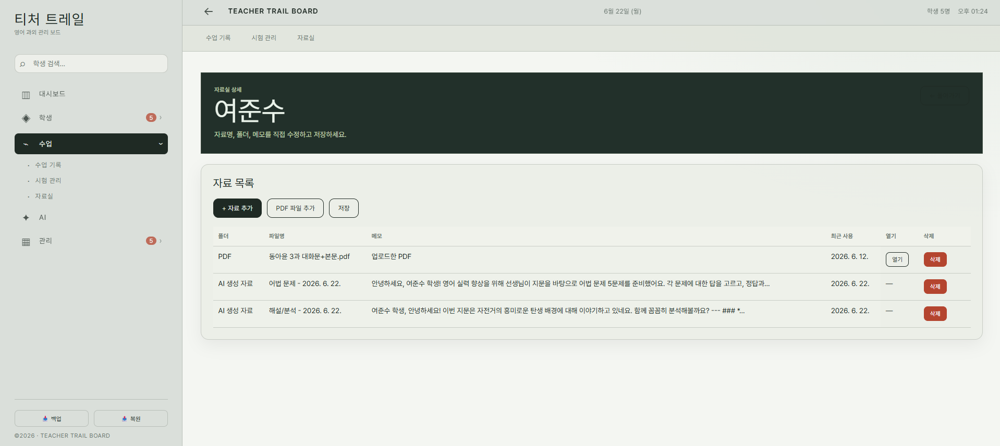 티처 트레일
영어 과외 관리 보드
학생 검색...
대시보드
학생 5
수업
수업 기록
시험 관리
자료실
AI
관리 5
백업 복원
©2026 · TEACHER TRAIL BOARD
TEACHER TRAIL BOARD 6월 22일 (월) 학생 5명 오후 01:24
수업 기록 시험 관리 자료실
자료실 상세
여준수
자료명, 폴더, 메모를 직접 수정하고 저장하세요.
자료 목록
+ 자료 추가 PDF 파일 추가 저장
폴더 파일명 메모 최근 사용 열기 삭제
PDF 동아윤 3과 대화문+본문.pdf 업로드한 PDF 2026. 6. 12. 열기 삭제
AI 생성 자료 어법 문제 - 2026. 6. 22. 안녕하세요, 여준수 학생! 영어 실력 향상을 위해 선생님이 지문을 바탕으로 어법 문제 5문제를 준비했어요. 각 문제에 대한 답을 고르고, 정답과... 2026. 6. 22. — 삭제
AI 생성 자료 해설/분석 - 2026. 6. 22. 여준수 학생, 안녕하세요! 이번 지문은 자전거의 흥미로운 탄생 배경에 대해 이야기하고 있네요. 함께 꼼꼼히 분석해볼까요? --- ### *... 2026. 6. 22. — 삭제